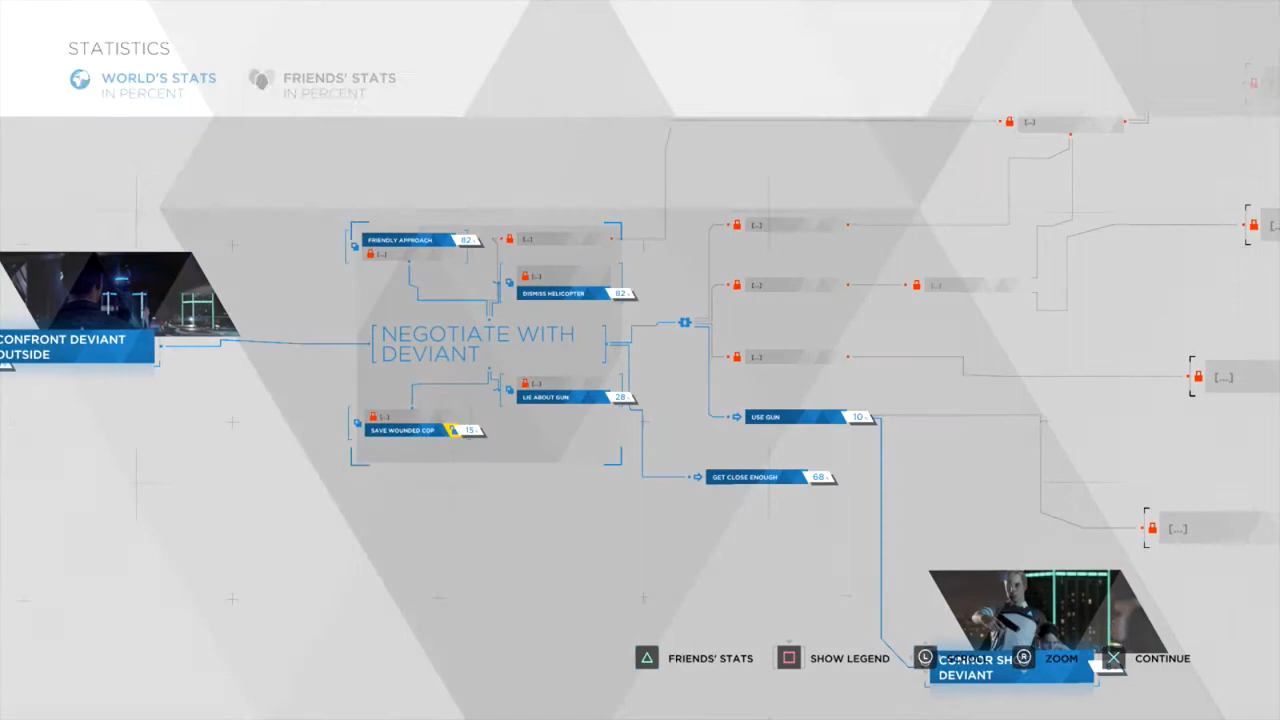 STATISTICS
WORLD'S STATS
IN PERCENT
FRIENDS' STATS
IN PERCENT
[...]
[...]
FRIENDLY APPROACH 82%
[...]
[...]
[...]
DISMISS HELICOPTER 82%
[...]
[...]
CONFRONT DEVIANT
OUTSIDE
NEGOTIATE WITH
DEVIANT
[...]
[...]
[...]
LIE ABOUT GUN 28%
[...]
SAVE WOUNDED COP 15%
USE GUN 10%
GET CLOSE ENOUGH 68%
[...]
FRIENDS' STATS
SHOW LEGEND
L
R
ZOOM
CONTINUE
DEVIANT